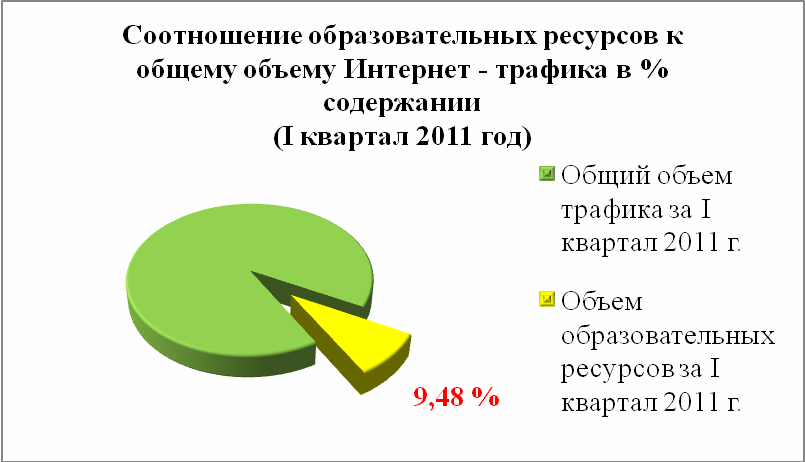 Соотношение образовательных ресурсов к
общему объему Интернет - трафика в %
содержании
(I квартал 2011 год)
Общий объем
трафика за I
квартал 2011 г.
Объем
образовательных
ресурсов за I
квартал 2011 г.
9,48 %